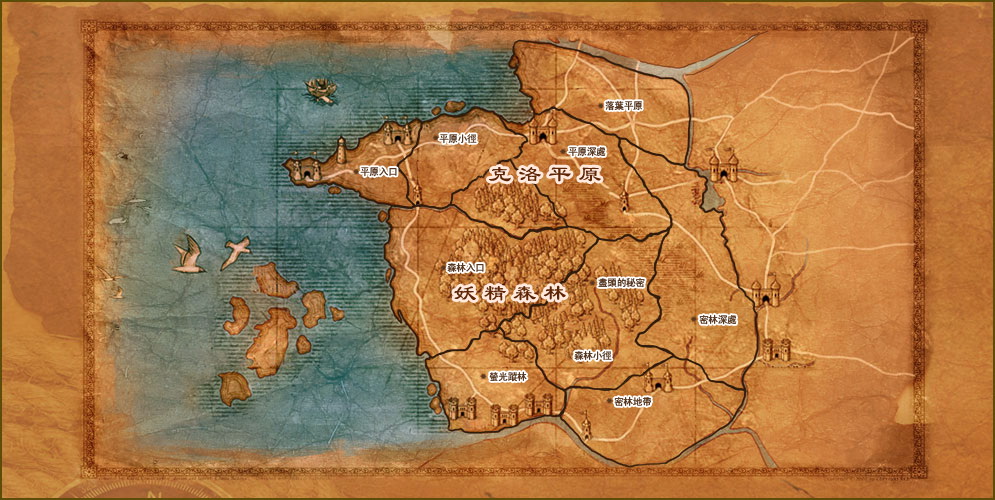 落葉平原
平原小徑
平原深處
平原入口
克洛平原
森林入口
盡頭的秘密
妖精森林
密林深處
森林小徑
螢光蹤林
密林地帶
N